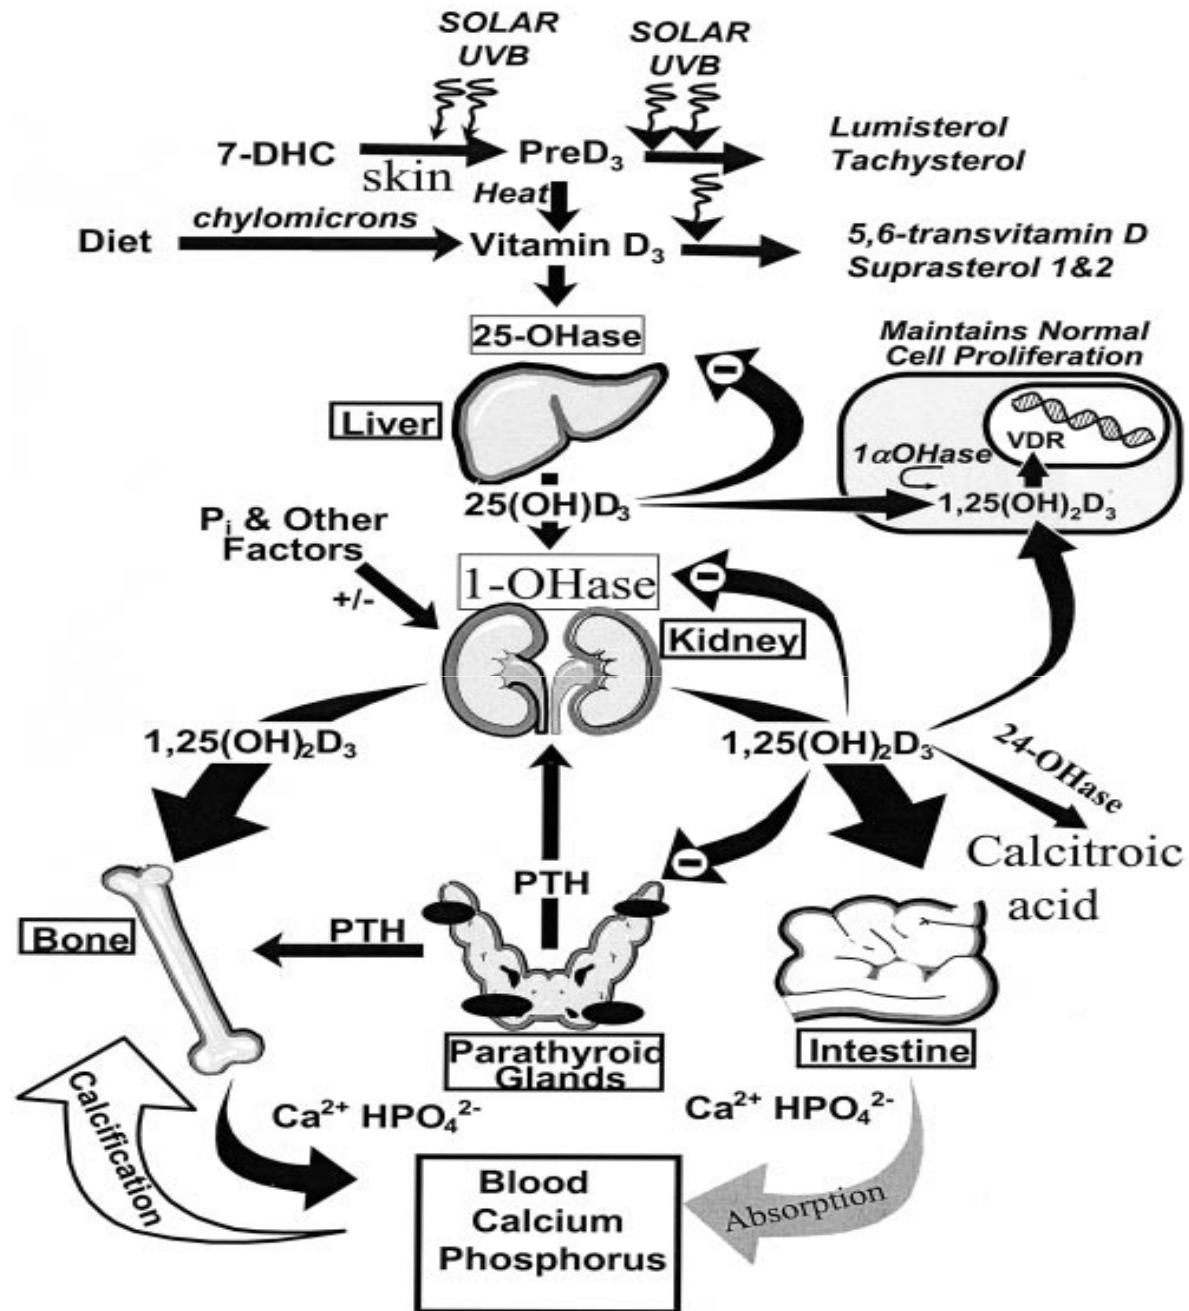 SOLAR
UVB
SOLAR
UVB
7-DHC
skin
PreD₃
Lumisterol
Tachysterol
Heat
Diet
chylomicrons
Vitamin D₃
5,6-transvitamin D
Suprasterol 1&2
25-OHase
Maintains Normal
Cell Proliferation
Liver
VDR
1αOHase
25(OH)D₃
1,25(OH)₂D₃
Pᵢ & Other
Factors
+/-
1-OHase
Kidney
1,25(OH)₂D₃
1,25(OH)₂D₃
24-OHase
Calcitroic
acid
PTH
Bone
PTH
Parathyroid
Glands
Intestine
Calcification
Ca²⁺ HPO₄²⁻
Ca²⁺ HPO₄²⁻
Blood
Calcium
Phosphorus
Absorption